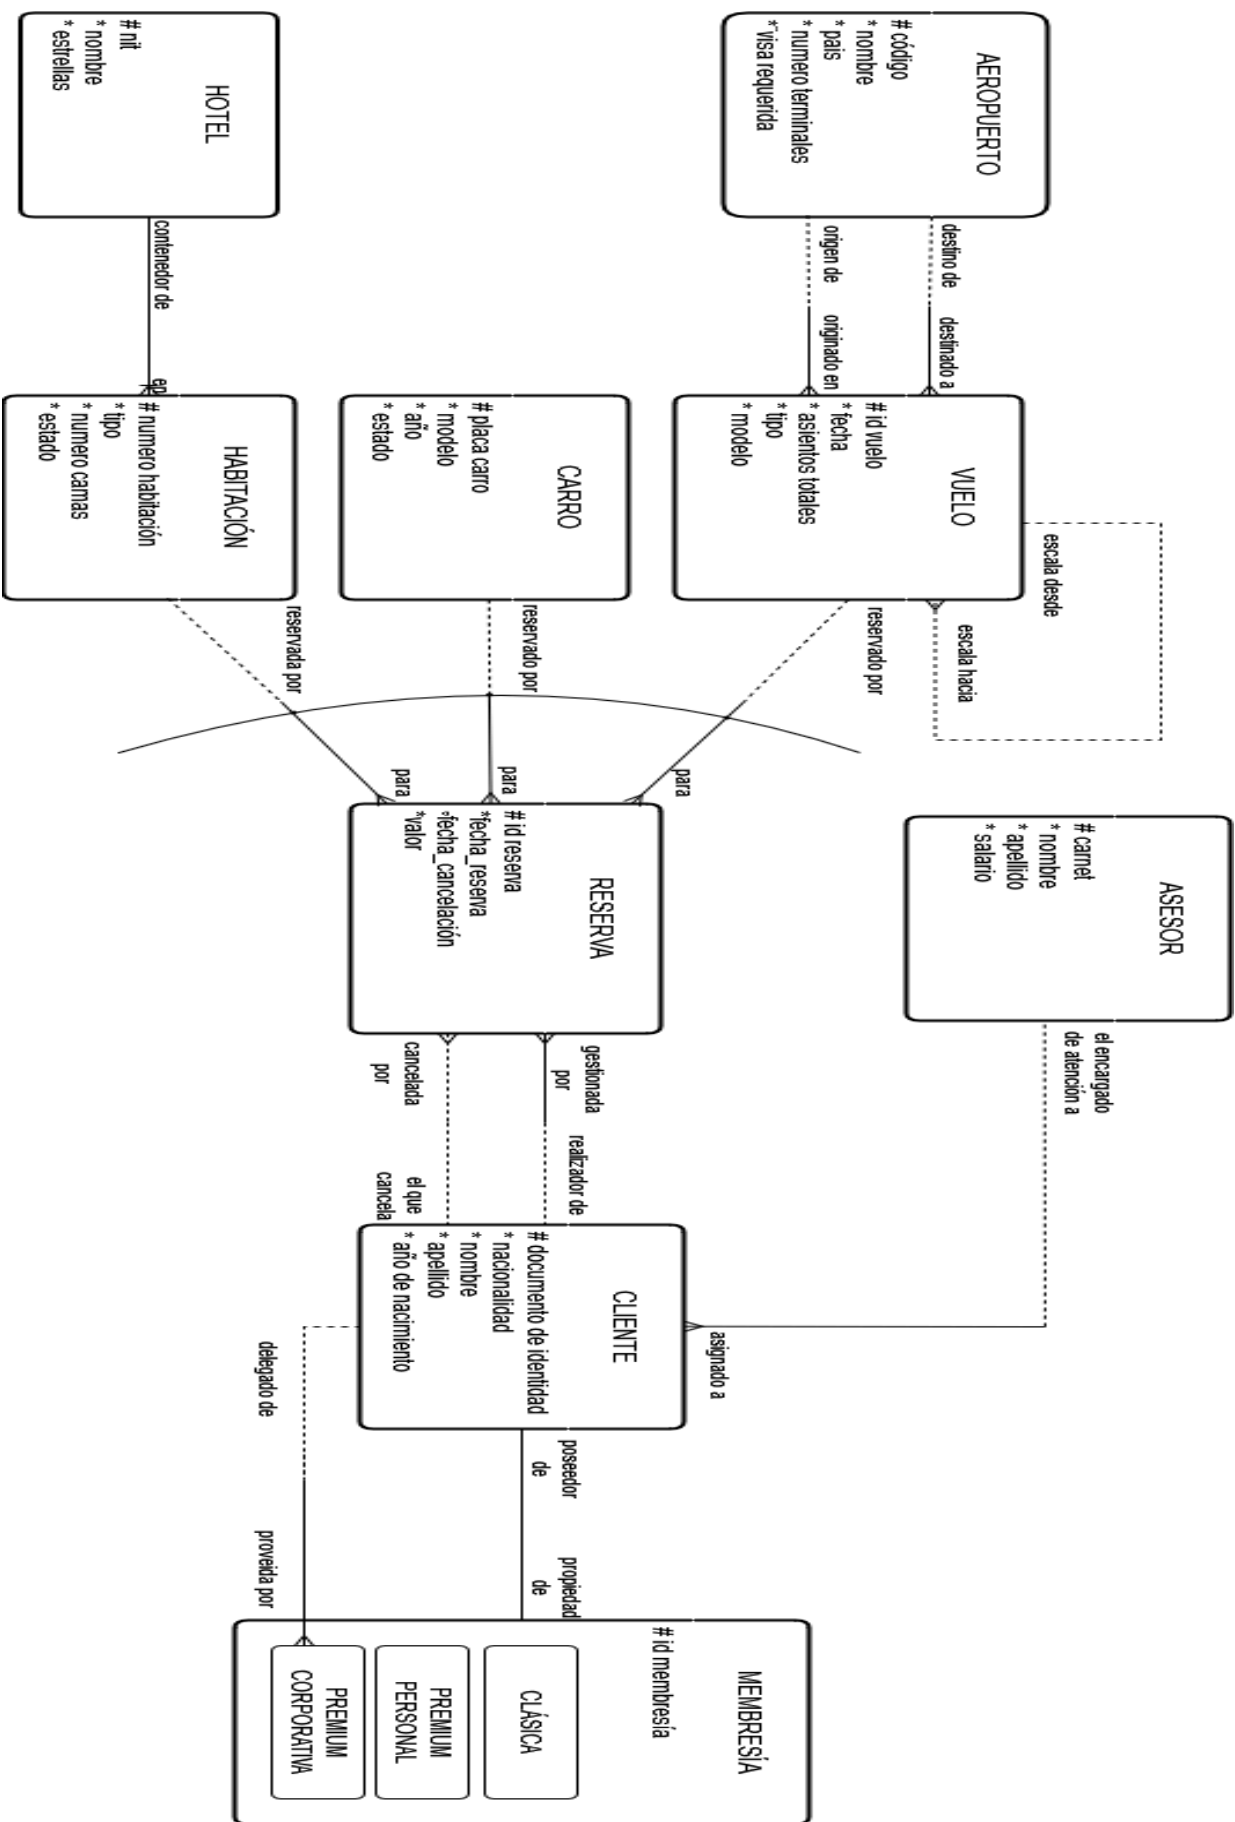 AEROPUERTO
# código
* nombre
* pais
* numero terminales
* visa requerida
destino de
destinado a
origen de
originado en
VUELO
# id vuelo
* fecha
* asientos totales
* tipo
* modelo
escala desde
escala hacia
reservado por
para
HOTEL
# nit
* nombre
* estrellas
contenedor de
en
HABITACIÓN
# numero habitación
* tipo
* numero camas
* estado
reservada por
para
CARRO
# placa carro
* modelo
* año
* estado
reservado por
para
RESERVA
# id reserva
*fecha_reserva
*fecha_cancelación
*valor
gestionada
por
realizador de
cancelada
por
el que
cancela
ASESOR
# carnet
* nombre
* apellido
* salario
el encargado
de atención a
asignado a
CLIENTE
# documento de identidad
* nacionalidad
* nombre
* apellido
* año de nacimiento
poseedor
de
propiedad
de
delegado de
proveida por
MEMBRESÍA
# id membresía
CLÁSICA
PREMIUM
PERSONAL
PREMIUM
CORPORATIVA